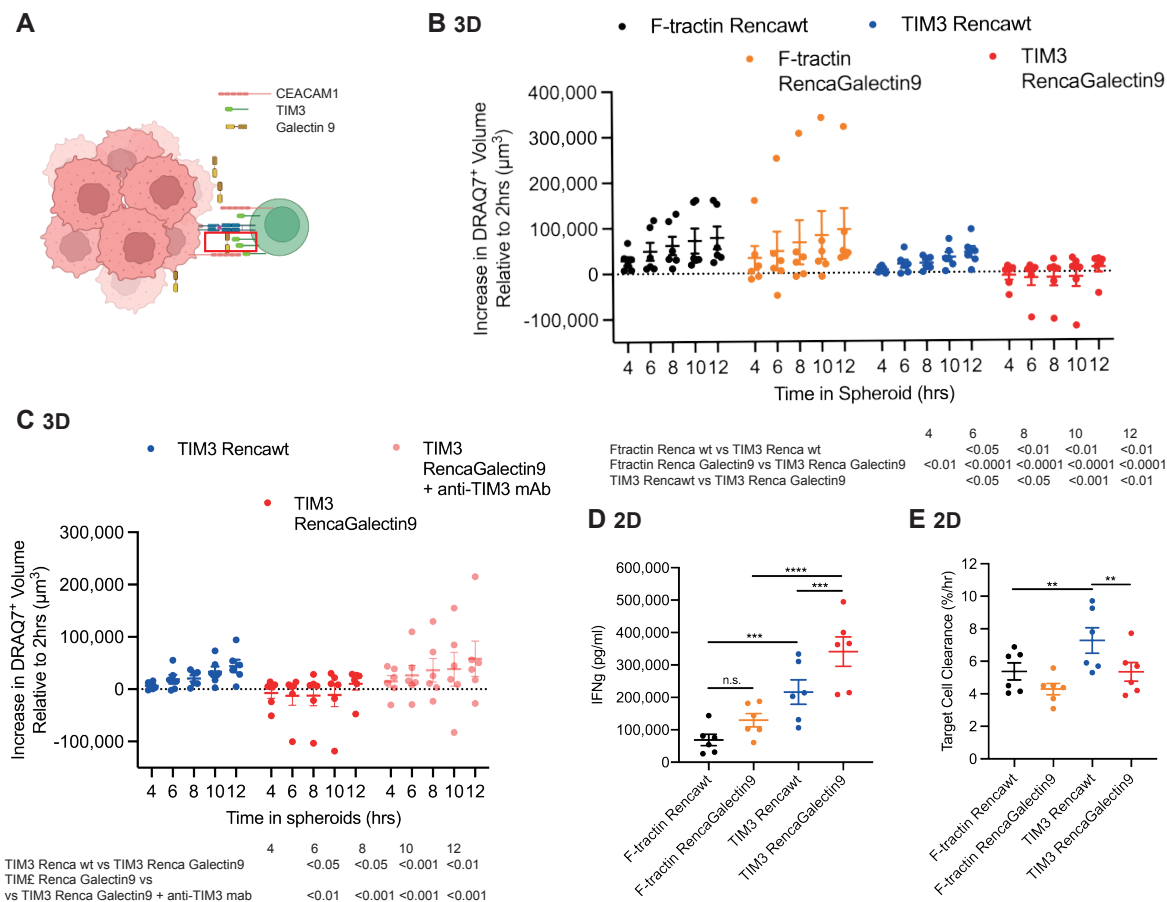 A
CEACAM1
TIM3
Galectin 9
B 3D
F-tractin Rencawt
TIM3 Rencawt
F-tractin
RencaGalectin9
TIM3
RencaGalectin9
Increase in DRAQ7+ Volume
Relative to 2hrs (µm³)
400,000
300,000
200,000
100,000
0
-100,000
4 6 8 10 12 4 6 8 10 12 4 6 8 10 12 4 6 8 10 12
Time in Spheroid (hrs)
4 6 8 10 12
Ftractin Renca wt vs TIM3 Renca wt <0.05 <0.01 <0.01 <0.01
Ftractin Renca Galectin9 vs TIM3 Renca Galectin9 <0.01 <0.0001 <0.0001 <0.0001 <0.0001
TIM3 Rencawt vs TIM3 Renca Galectin9 <0.05 <0.05 <0.001 <0.01
C 3D
TIM3 Rencawt
TIM3
RencaGalectin9
TIM3
RencaGalectin9
+ anti-TIM3 mAb
Increase in DRAQ7+ Volume
Relative to 2hrs (µm³)
300,000
200,000
100,000
0
-100,000
4 6 8 10 12 4 6 8 10 12 4 6 8 10 12
Time in spheroids (hrs)
4 6 8 10 12
TIM3 Renca wt vs TIM3 Renca Galectin9 <0.05 <0.05 <0.001 <0.01
TIM£ Renca Galectin9 vs
vs TIM3 Renca Galectin9 + anti-TIM3 mab <0.01 <0.001 <0.001 <0.001
D 2D
IFNg (pg/ml)
600,000
500,000
400,000
300,000
200,000
100,000
0
****
***
***
n.s.
F-tractin Rencawt
F-tractin RencaGalectin9
TIM3 Rencawt
TIM3 RencaGalectin9
E 2D
Target Cell Clearance (%/hr)
12
10
8
6
4
2
0
**
**
F-tractin Rencawt
F-tractin RencaGalectin9
TIM3 Rencawt
TIM3 RencaGalectin9